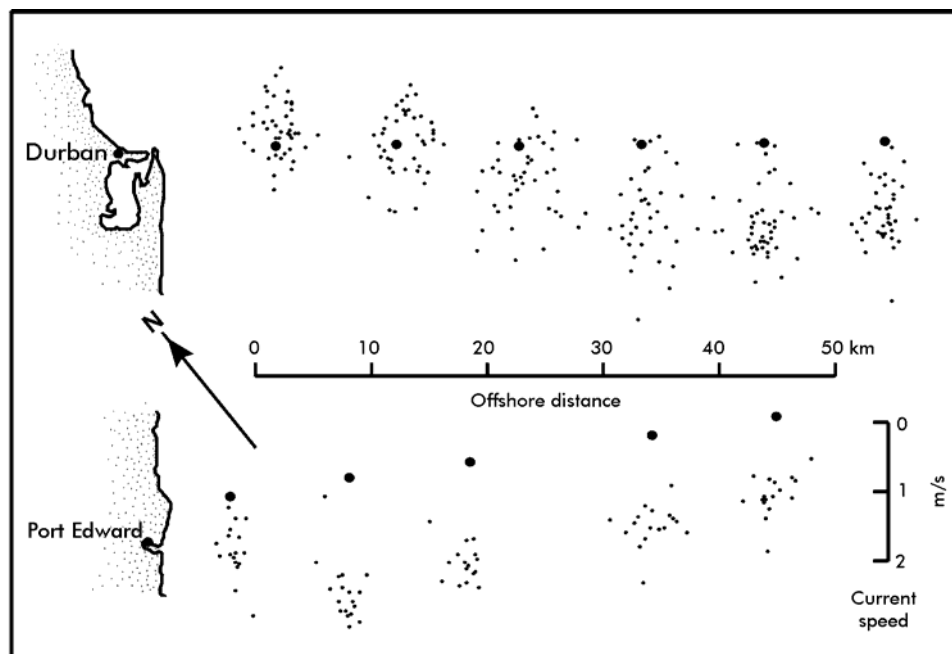 Durban
N
0 10 20 30 40 50 km
Offshore distance
0
1
2
m/s
Port Edward
Current
speed